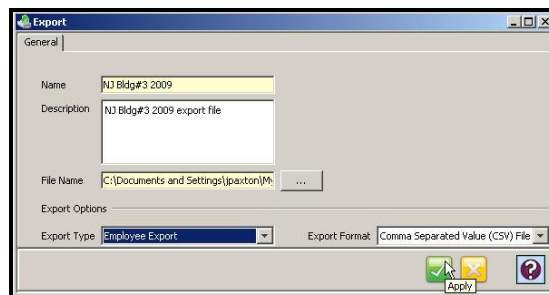 Export
General
Name NJ Bldg#3 2009
Description NJ Bldg#3 2009 export file
File Name C:\Documents and Settings\jpaxton\My ...
Export Options
Export Type Employee Export Export Format Comma Separated Value (CSV) File
Apply